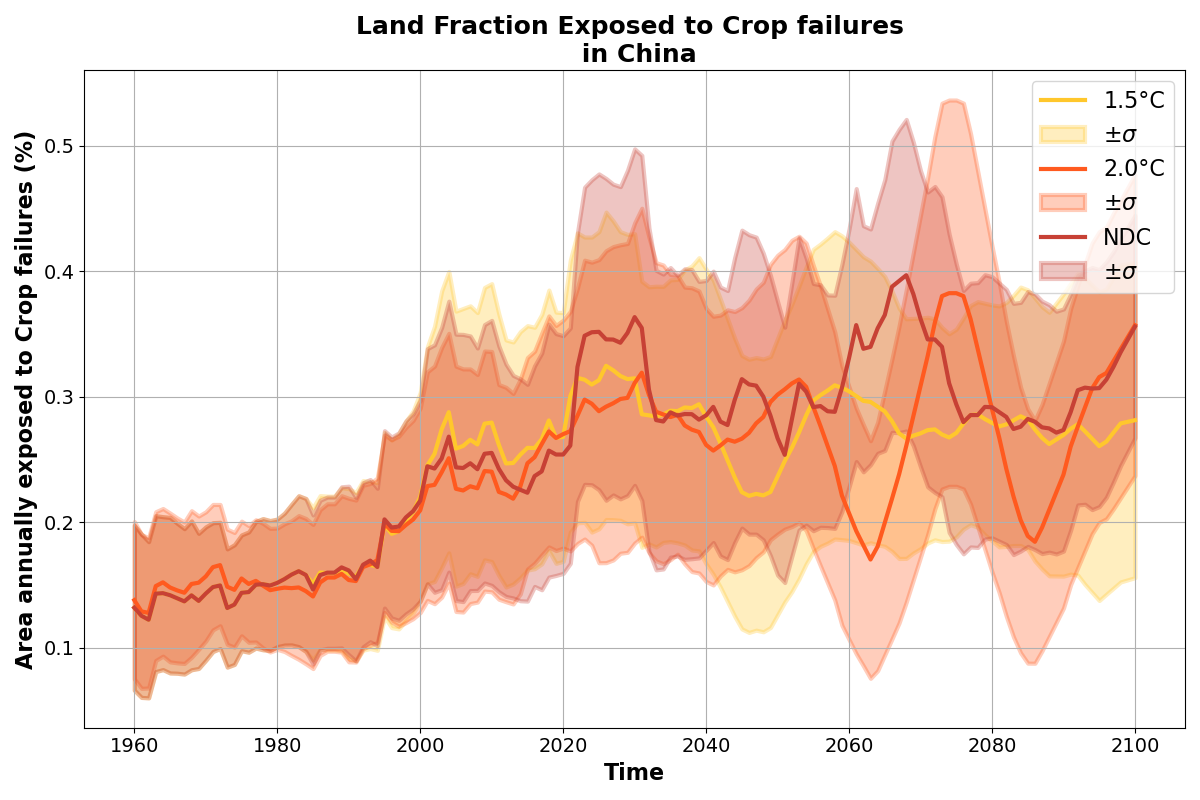 Land Fraction Exposed to Crop failures
in China
Area annually exposed to Crop failures (%)
0.5
0.4
0.3
0.2
0.1
1.5°C
±σ
2.0°C
±σ
NDC
±σ
1960 1980 2000 2020 2040 2060 2080 2100
Time